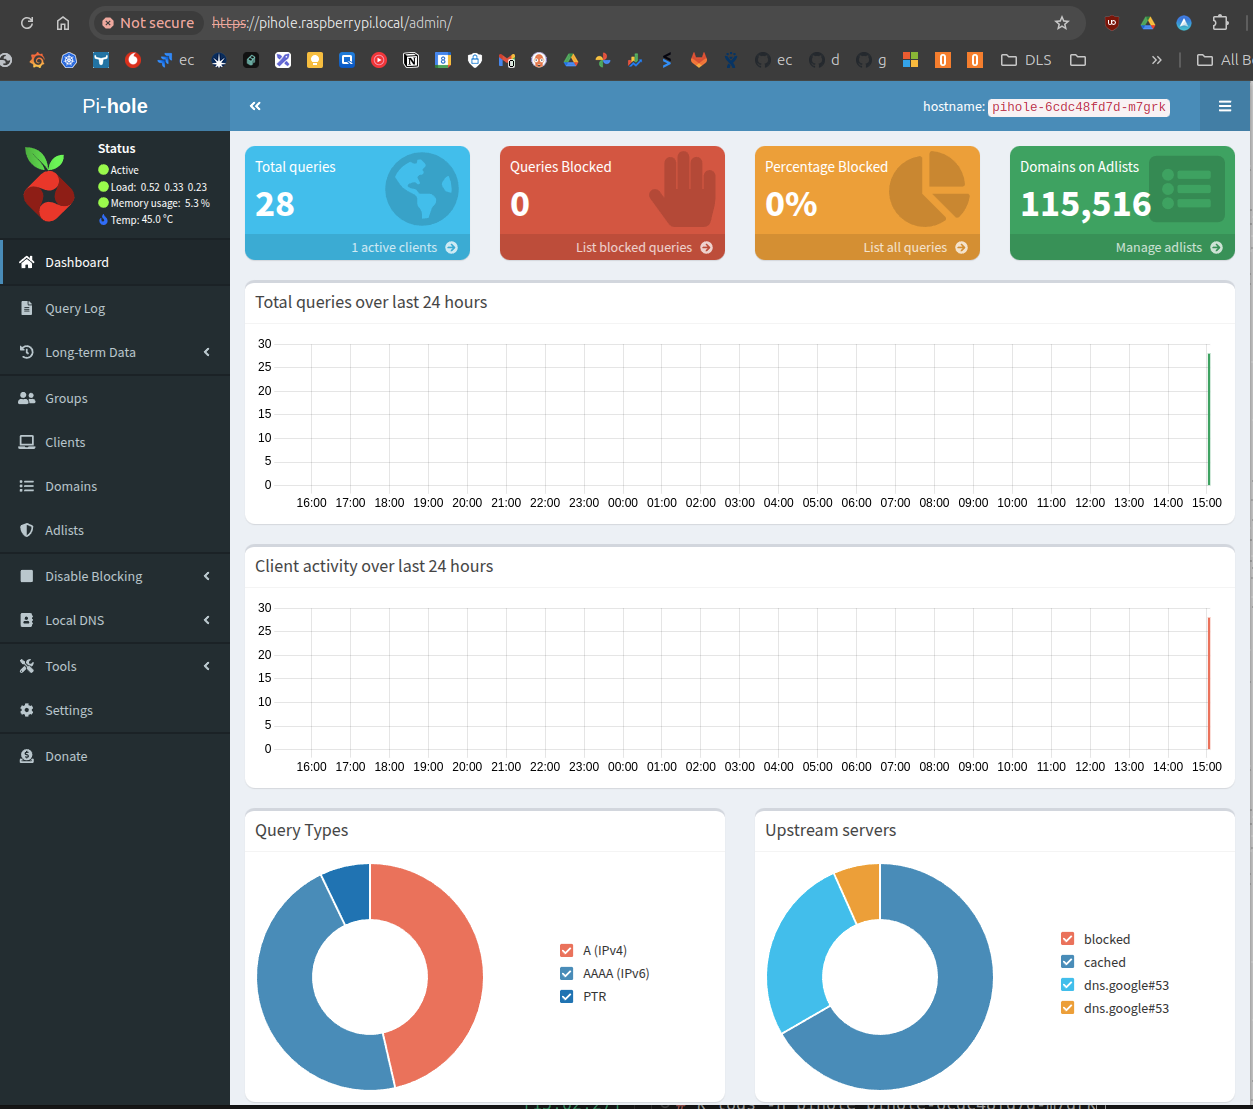 Not secure https://pihole.raspberrypi.local/admin/
ec ec d g DLS All B
Pi-hole
hostname: pihole-6cdc48fd7d-m7grk
Status
Active
Load: 0.52 0.33 0.23
Memory usage: 5.3 %
Temp: 45.0 °C
Dashboard
Query Log
Long-term Data
Groups
Clients
Domains
Adlists
Disable Blocking
Local DNS
Tools
Settings
Donate
Total queries
28
1 active clients
Queries Blocked
0
List blocked queries
Percentage Blocked
0%
List all queries
Domains on Adlists
115,516
Manage adlists
Total queries over last 24 hours
30
25
20
15
10
5
0
16:00 17:00 18:00 19:00 20:00 21:00 22:00 23:00 00:00 01:00 02:00 03:00 04:00 05:00 06:00 07:00 08:00 09:00 10:00 11:00 12:00 13:00 14:00 15:00
Client activity over last 24 hours
30
25
20
15
10
5
0
16:00 17:00 18:00 19:00 20:00 21:00 22:00 23:00 00:00 01:00 02:00 03:00 04:00 05:00 06:00 07:00 08:00 09:00 10:00 11:00 12:00 13:00 14:00 15:00
Query Types
A (IPv4)
AAAA (IPv6)
PTR
Upstream servers
blocked
cached
dns.google#53
dns.google#53